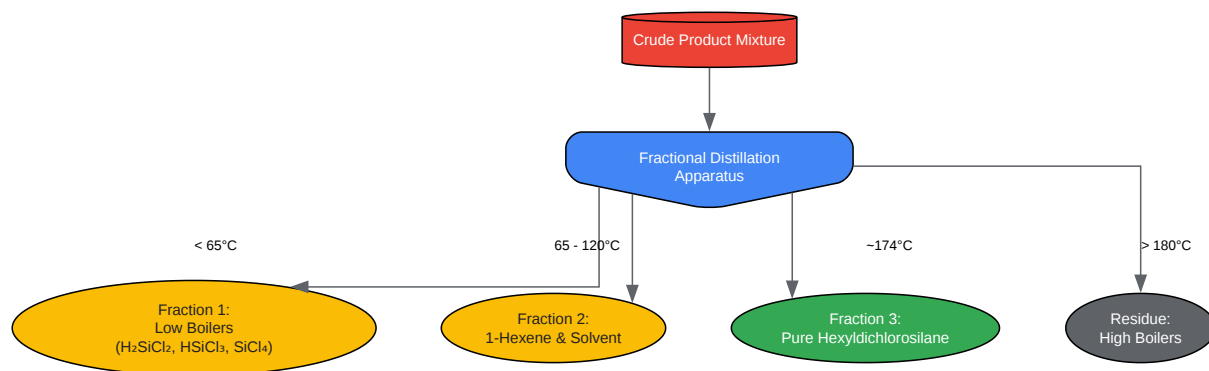 Crude Product Mixture
Fractional Distillation
Apparatus
< 65°C
65 - 120°C
~174°C
> 180°C
Fraction 1:
Low Boilers
(H₂SiCl₂, HSiCl₃, SiCl₄)
Fraction 2:
1-Hexene & Solvent
Fraction 3:
Pure Hexyldichlorosilane
Residue:
High Boilers